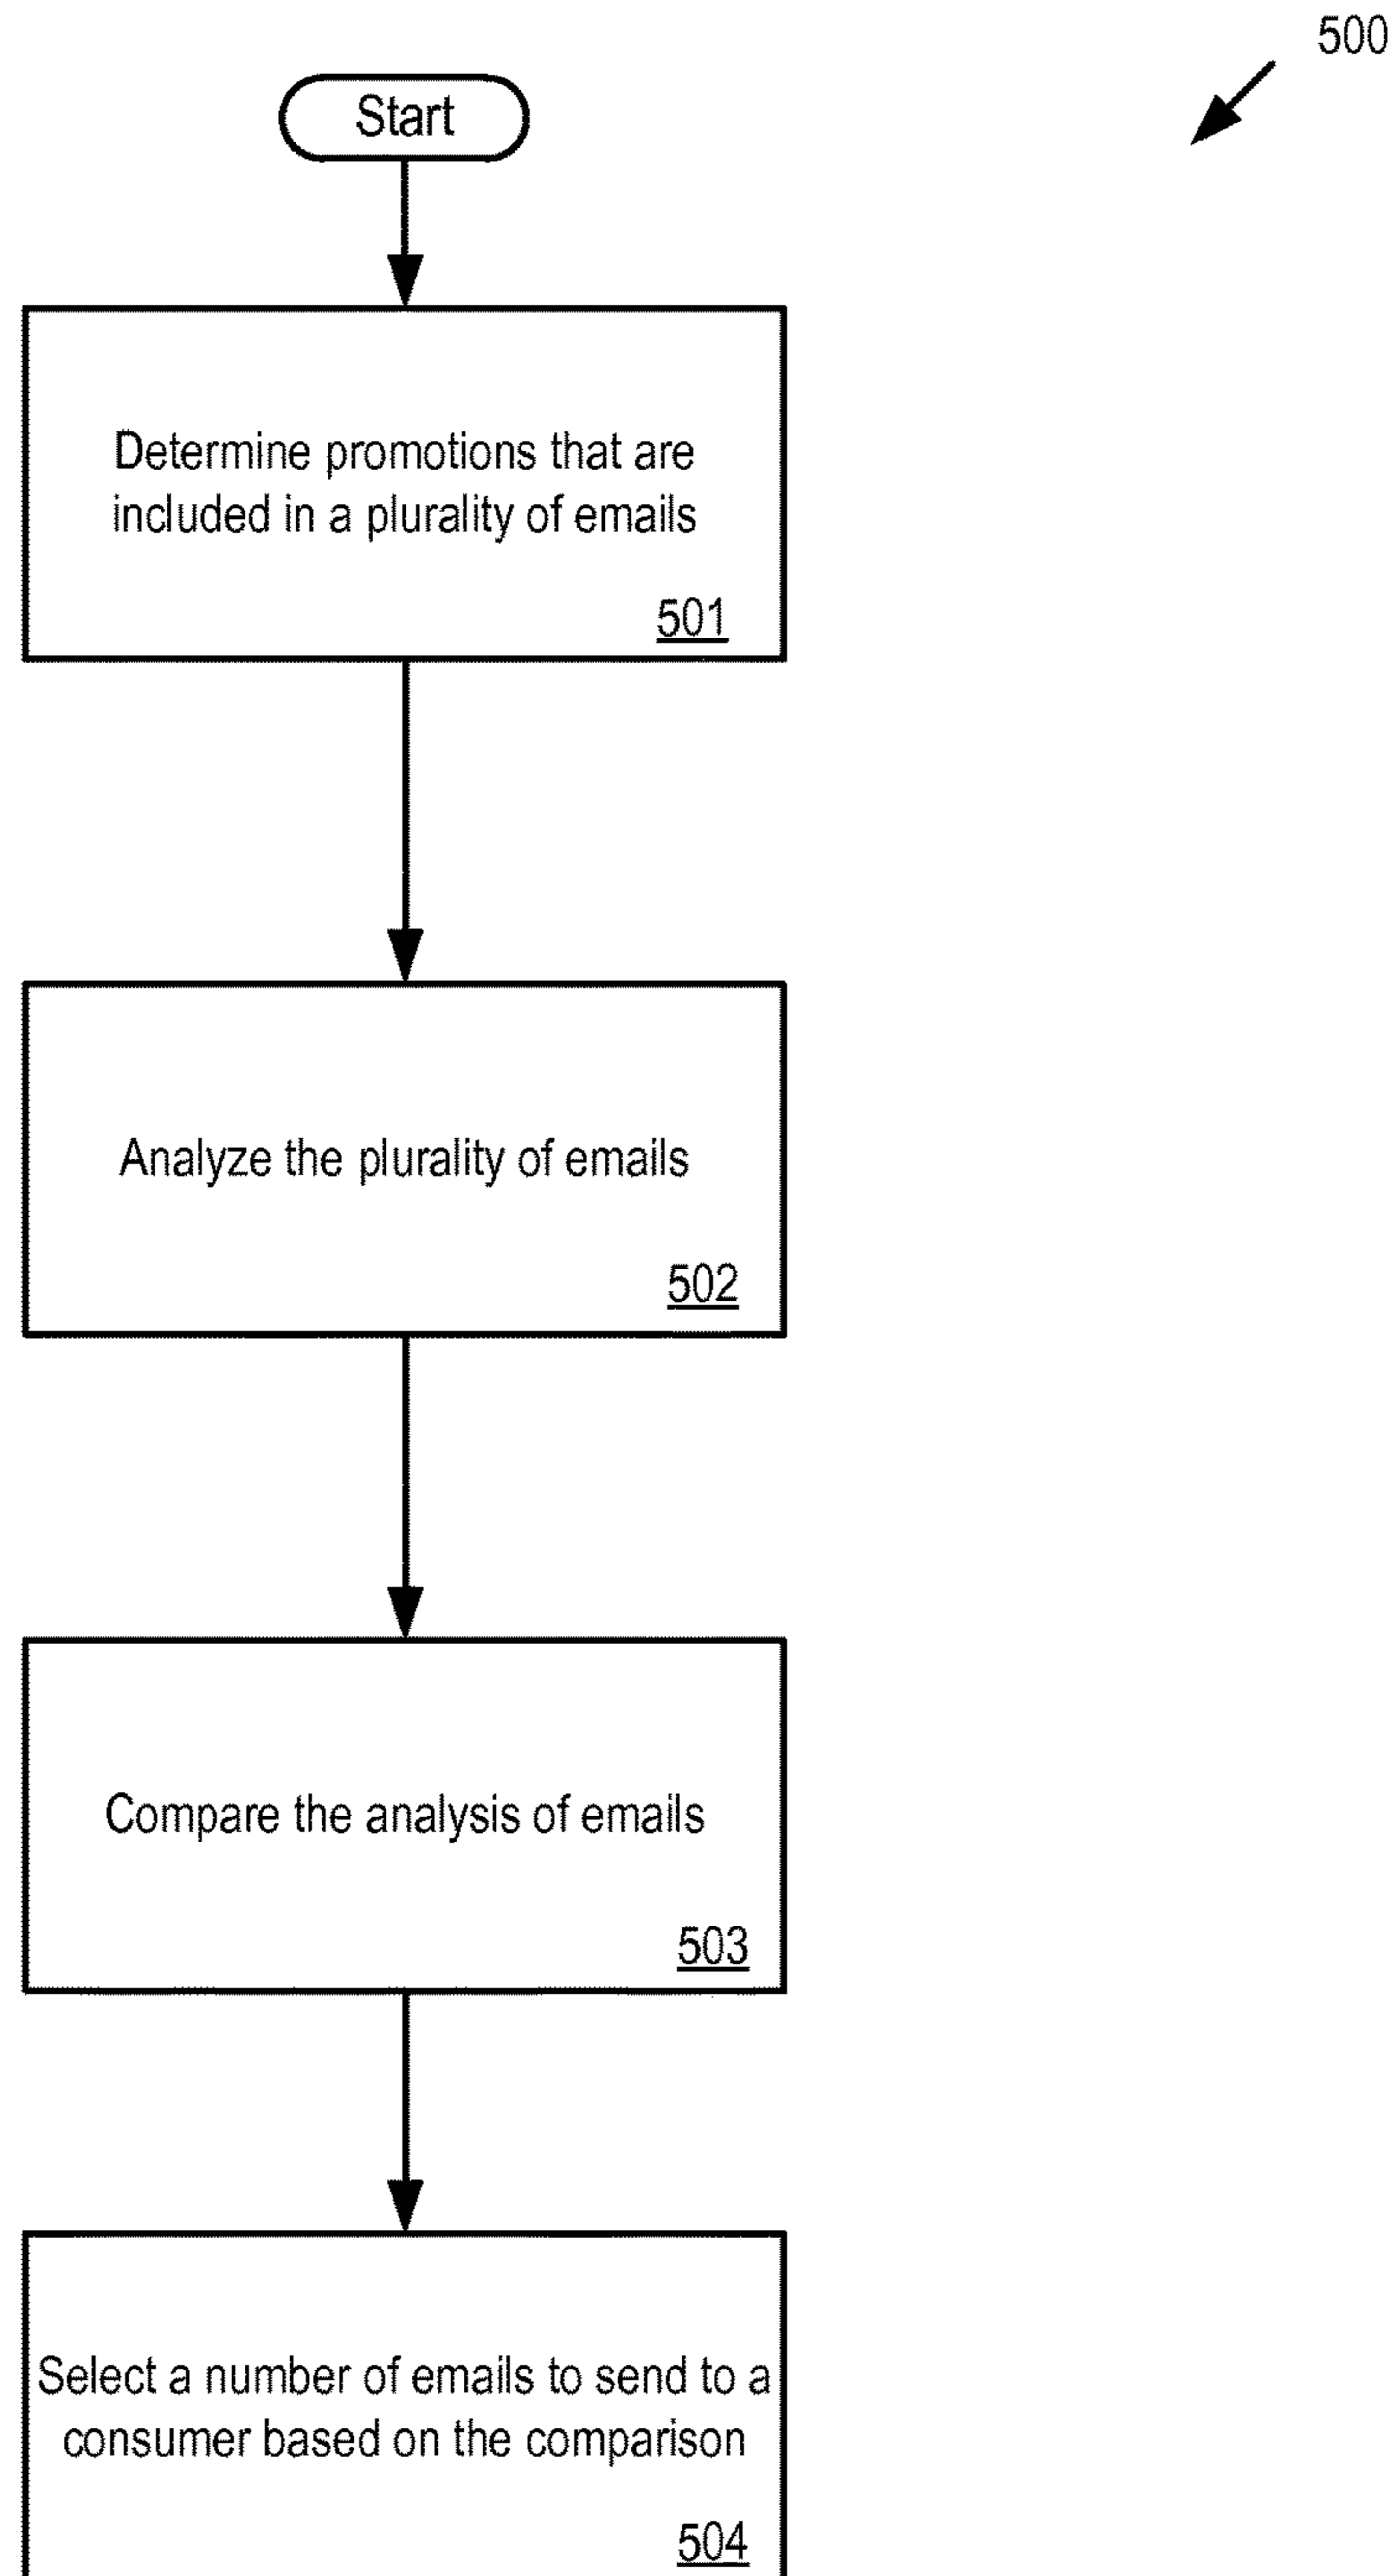 500
Start
Determine promotions that are
included in a plurality of emails
501
Analyze the plurality of emails
502
Compare the analysis of emails
503
Select a number of emails to send to a
consumer based on the comparison
504